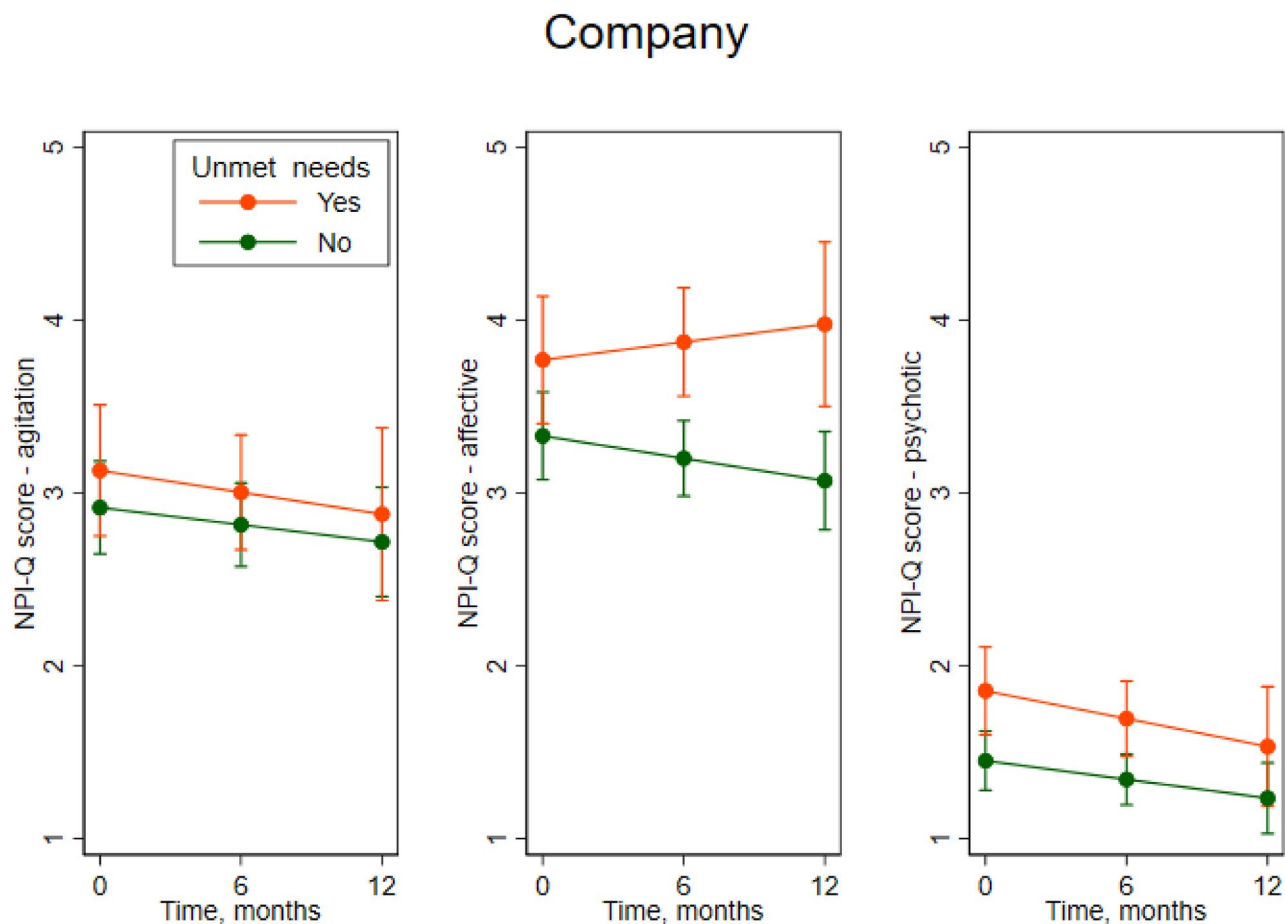 Company
NPI-Q score - agitation
5
4
3
2
1
Unmet needs
Yes
No
0 6 12
Time, months
NPI-Q score - affective
5
4
3
2
1
0 6 12
Time, months
NPI-Q score - psychotic
5
4
3
2
1
0 6 12
Time, months